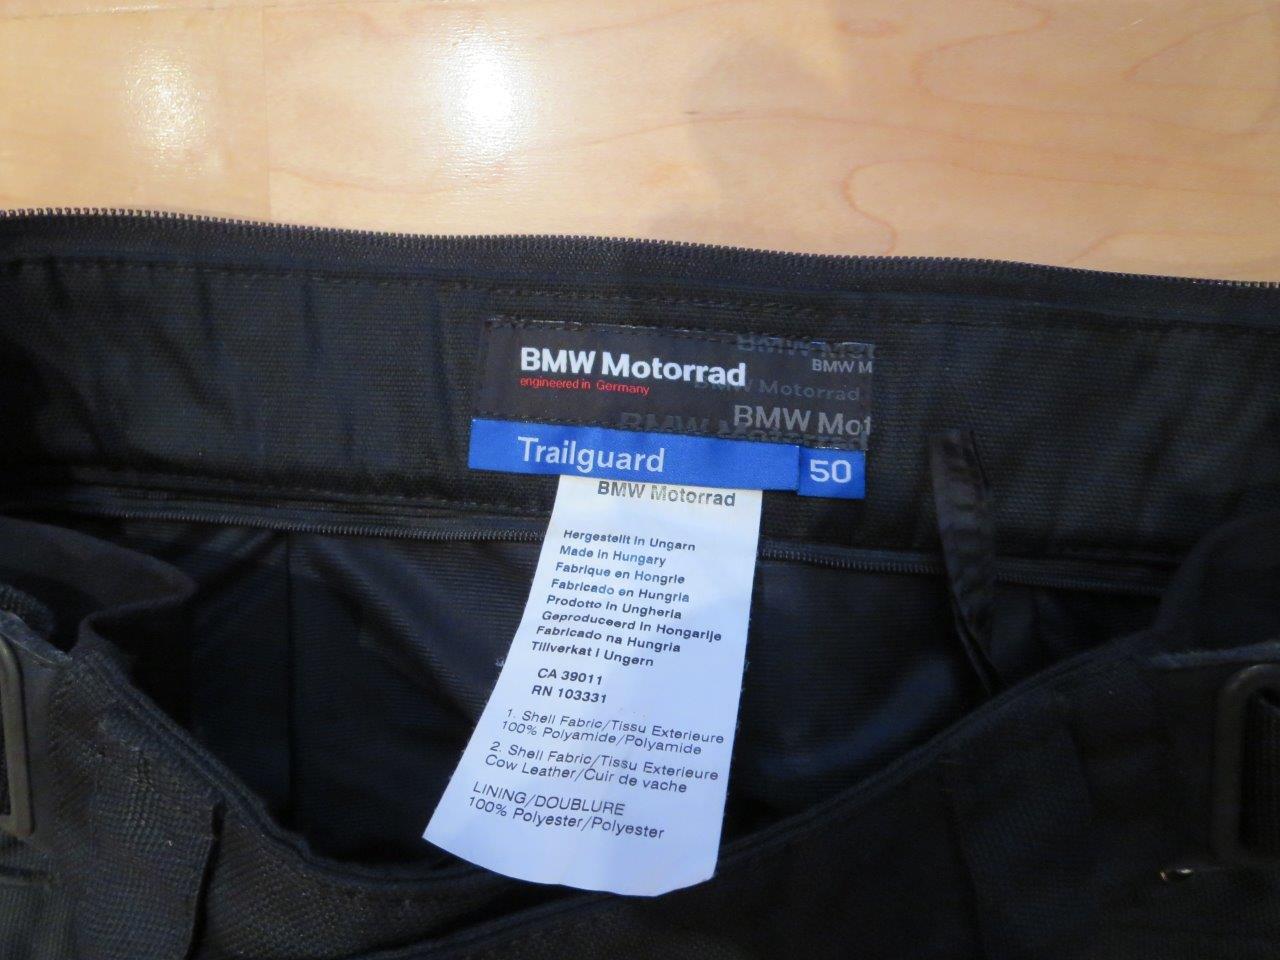 BMW Mot
BMW M
BMW Motorrad
engineered in Germany
Motorrad
BMW Mot
BMW Motorrad
Trailguard
50
BMW Motorrad
Hergestellt in Ungarn
Made in Hungary
Fabrique en Hongrie
Fabricado en Hungria
Prodotto in Ungheria
Geproduceerd in Hongarije
Fabricado na Hungria
Tillverkat i Ungern
CA 39011
RN 103331
1. Shell Fabric/Tissu Exterieure
100% Polyamide/Polyamide
2. Shell Fabric/Tissu Exterieure
Cow Leather/Cuir de vache
LINING/DOUBLURE
100% Polyester/Polyester